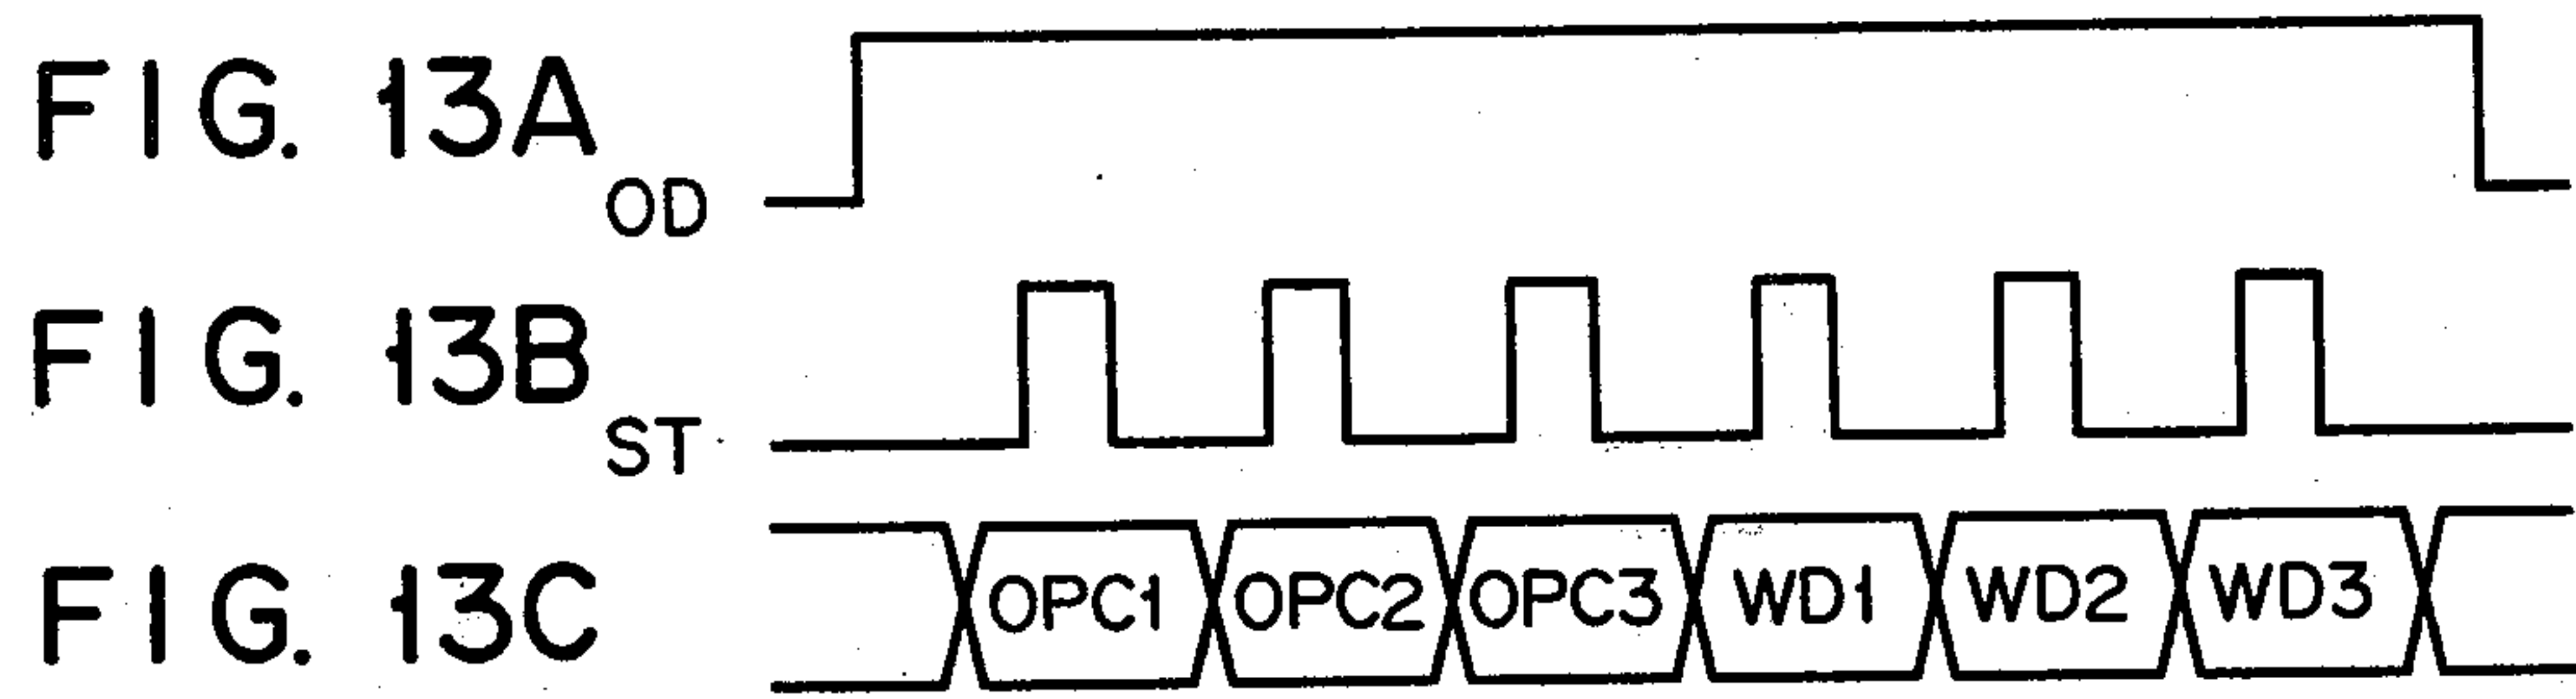 FIG. 13A
OD
FIG. 13B
ST
FIG. 13C
OPC1 OPC2 OPC3 WD1 WD2 WD3